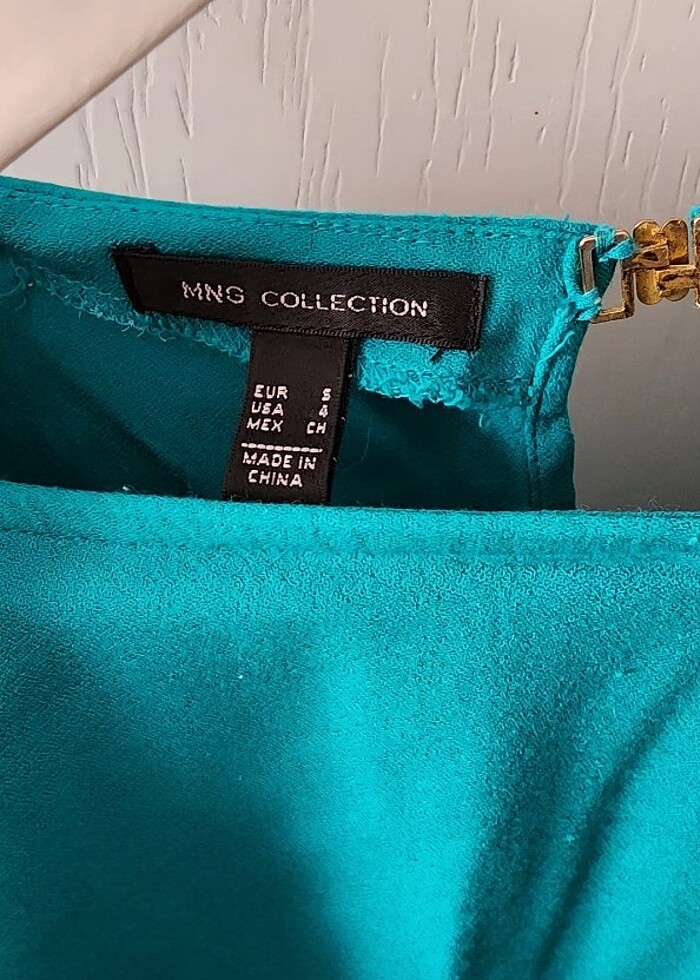 MNG COLLECTION
EUR S
USA 4
MEX CH
MADE IN
CHINA